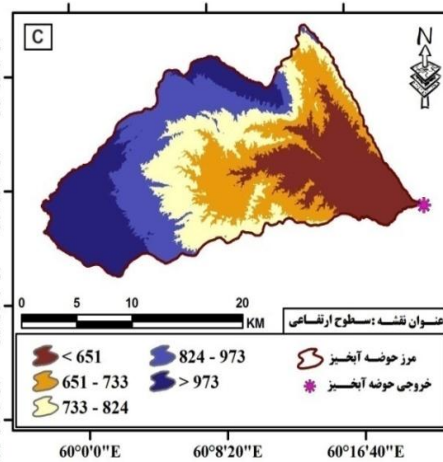 C
N
0 5 10 20
KM
عنوان نقشه : سطوح ارتفاعی
< 651
651 - 733
733 - 824
824 - 973
> 973
مرز حوضه آبخیز
خروجی حوضه آبخیز
60°0'0"E 60°8'20"E 60°16'40"E